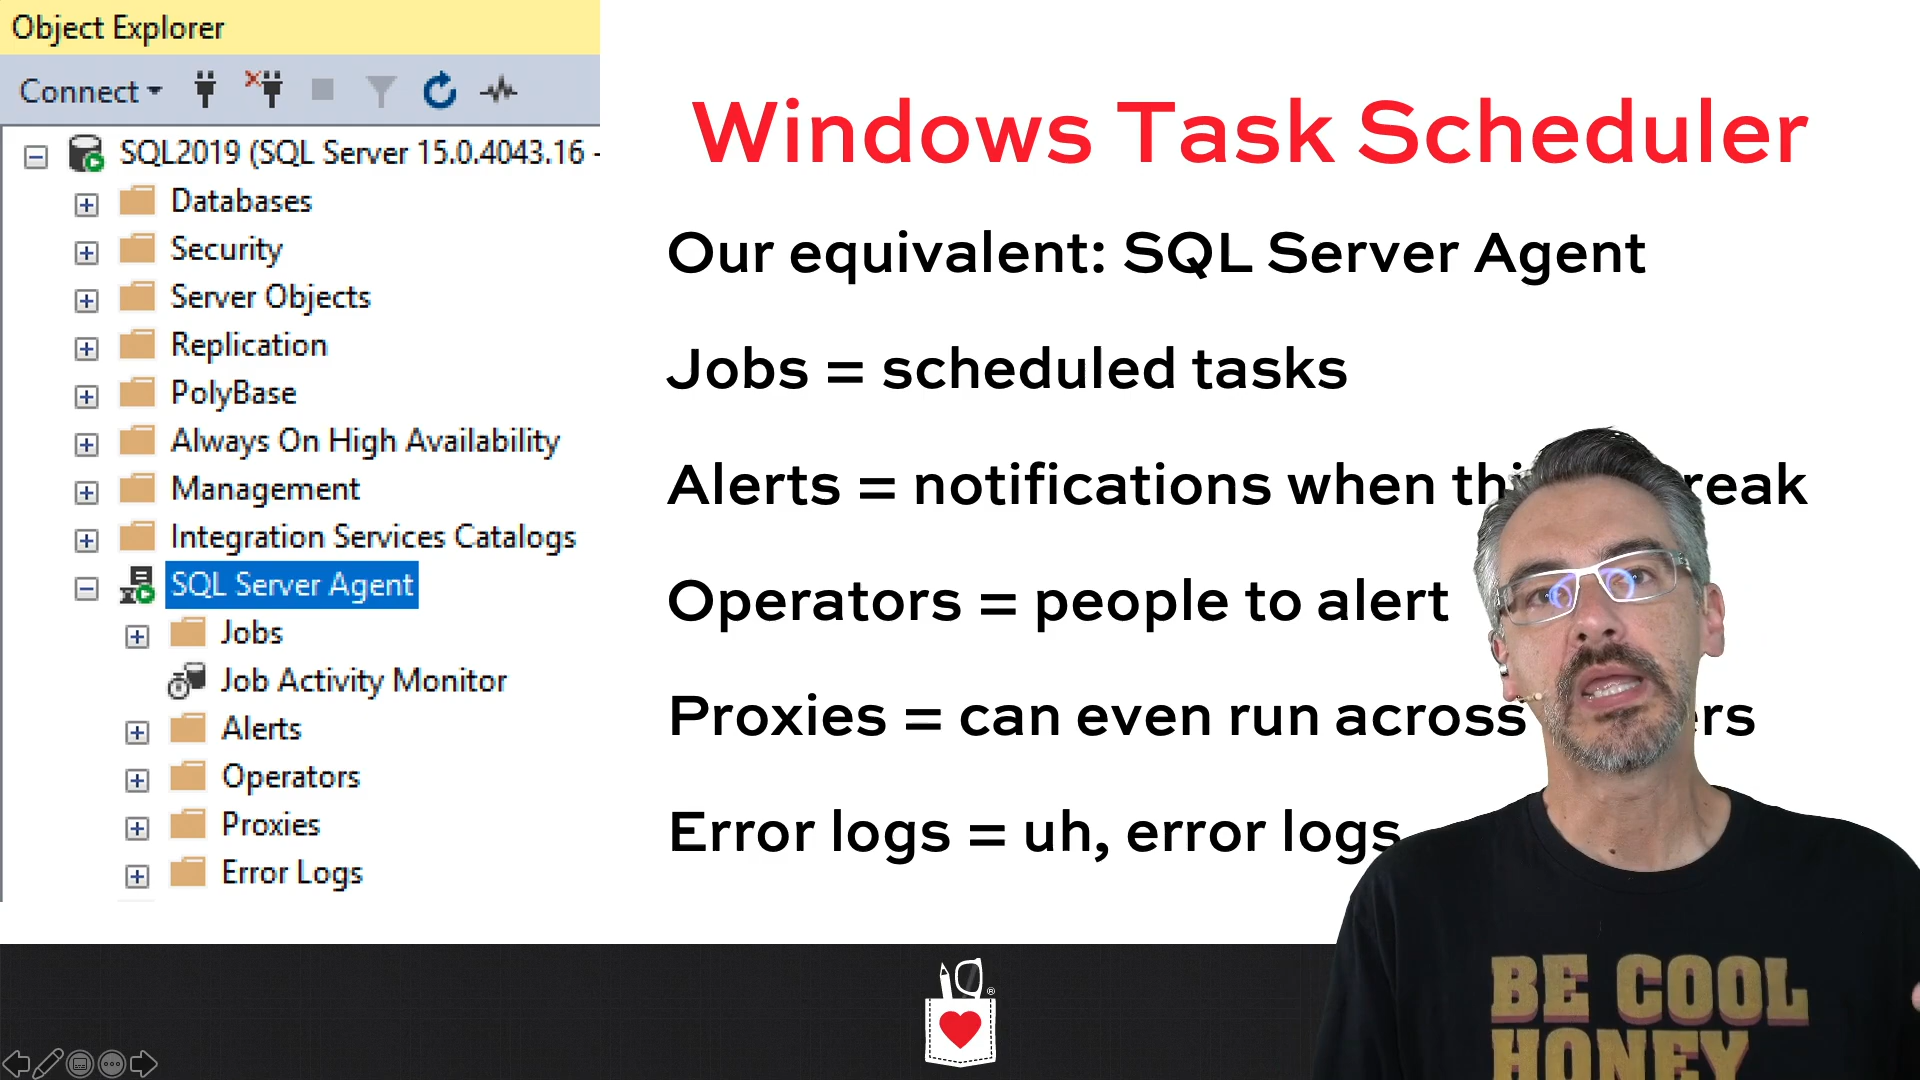 Object Explorer
Connect
SQL2019 (SQL Server 15.0.4043.16 -
Databases
Security
Server Objects
Replication
PolyBase
Always On High Availability
Management
Integration Services Catalogs
SQL Server Agent
Jobs
Job Activity Monitor
Alerts
Operators
Proxies
Error Logs
Windows Task Scheduler
Our equivalent: SQL Server Agent
Jobs = scheduled tasks
Alerts = notifications when
Operators = people to alert
Proxies = can even run across
Error logs = uh, error logs
®
BE COOL
HONEY